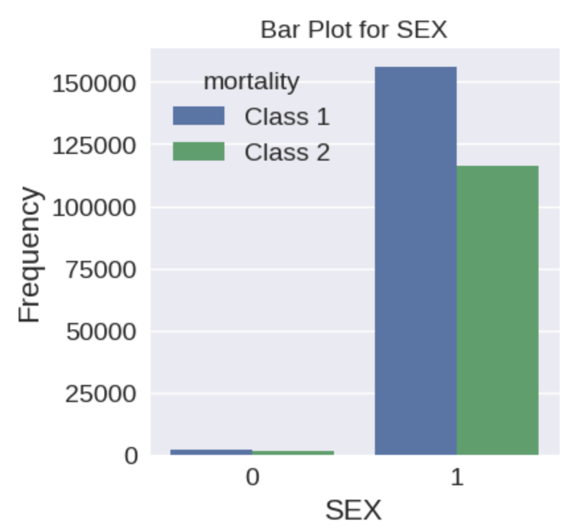 Bar Plot for SEX
mortality
Class 1
Class 2
Frequency
150000
125000
100000
75000
50000
25000
0
0 1
SEX